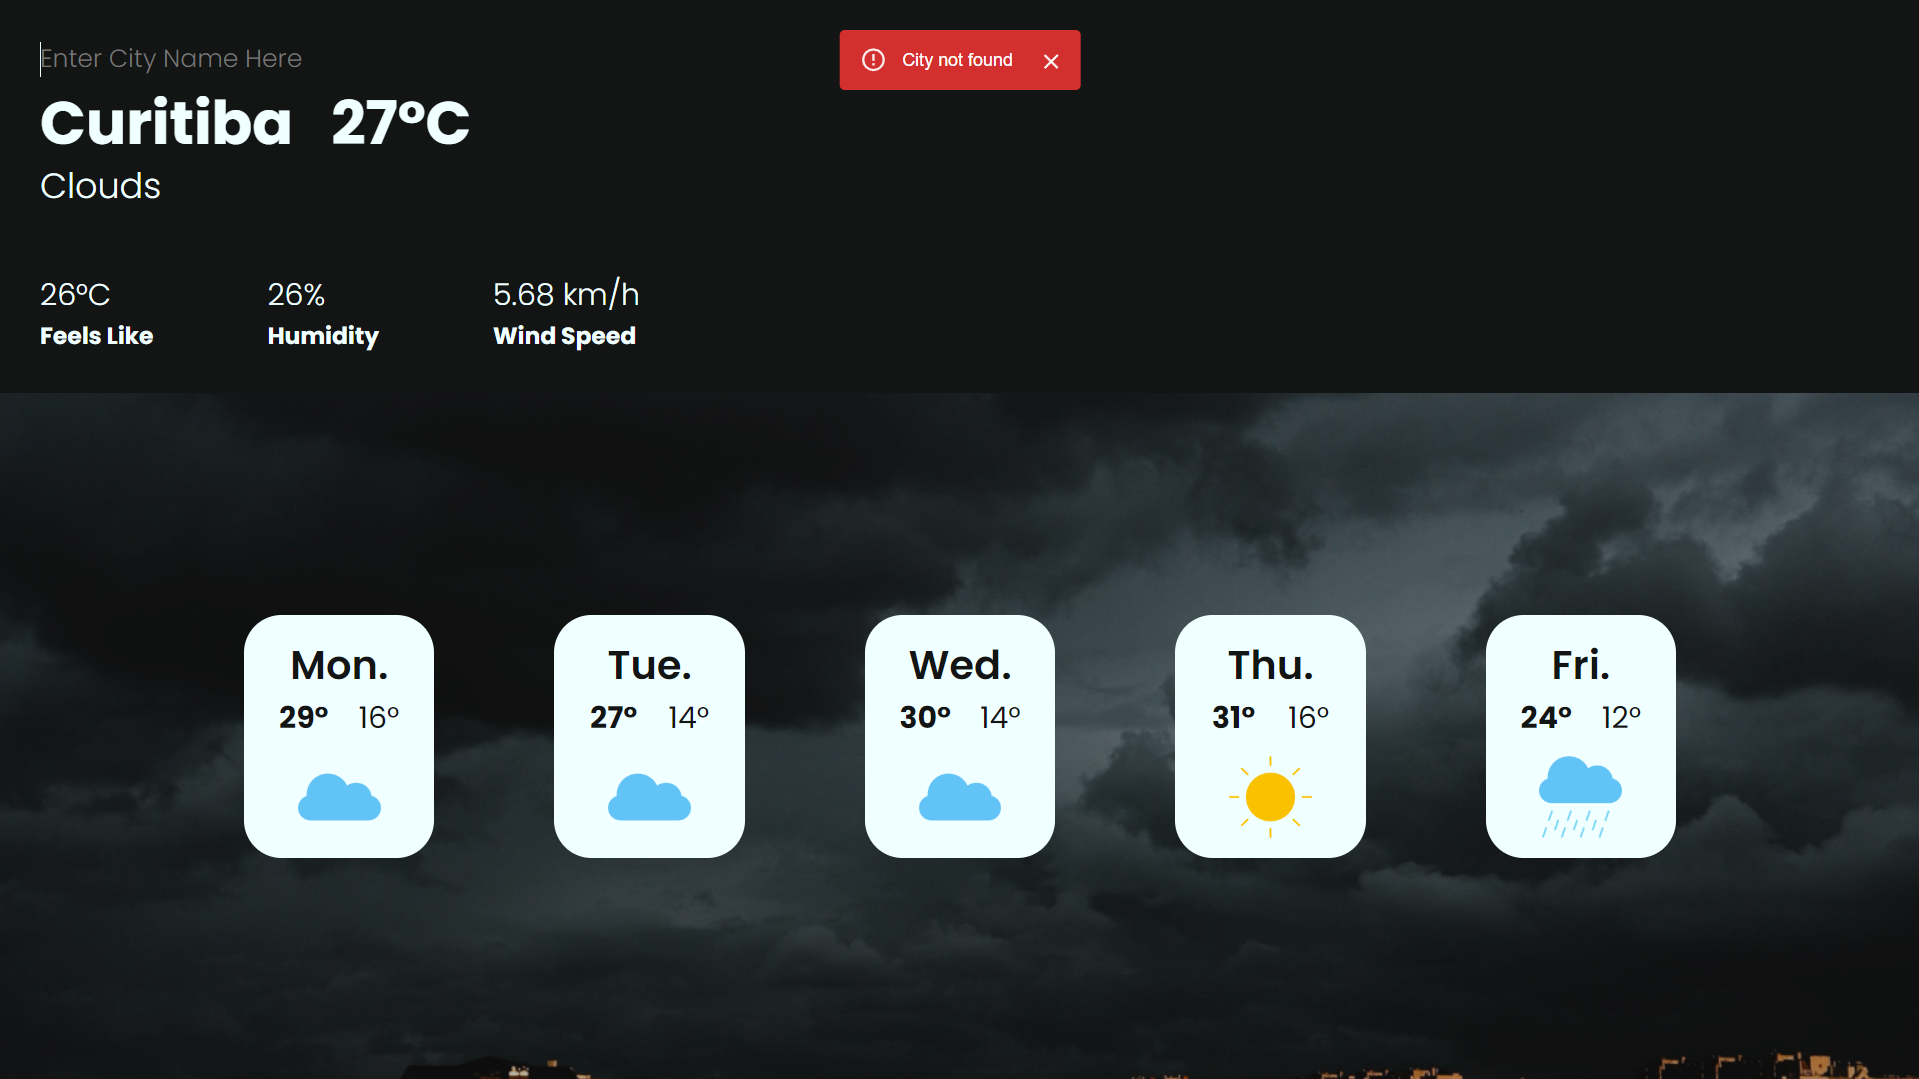 Enter City Name Here
City not found
Curitiba 27°C
Clouds
26°C 26% 5.68 km/h
Feels Like Humidity Wind Speed
Mon. Tue. Wed. Thu. Fri.
29° 16° 27° 14° 30° 14° 31° 16° 24° 12°